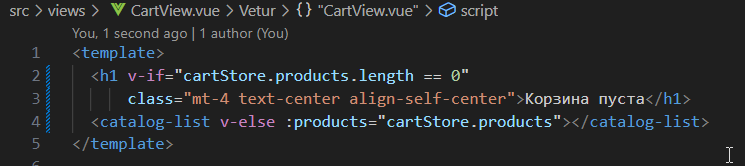 src > views > CartView.vue > Vetur > {} "CartView.vue" > script
You, 1 second ago | 1 author (You)
1 <template>
2 <h1 v-if="cartStore.products.length == 0"
3 class="mt-4 text-center align-self-center">Корзина пуста</h1>
4 <catalog-list v-else :products="cartStore.products"></catalog-list>
5 </template>